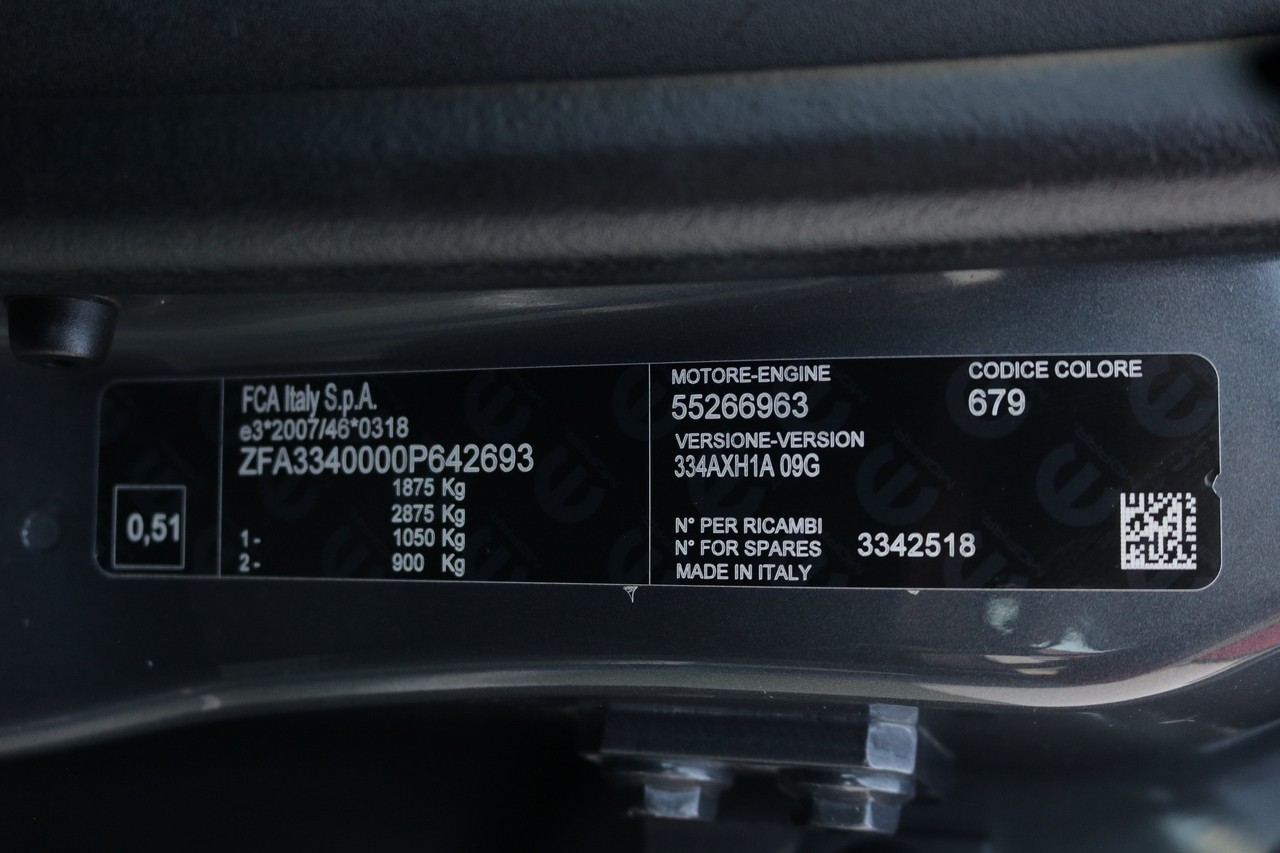 0,51
FCA Italy S.p.A.
e3*2007/46*0318
ZFA3340000P642693
1875 Kg
2875 Kg
1- 1050 Kg
2- 900 Kg
MOTORE-ENGINE
55266963
VERSIONE-VERSION
334AXH1A 09G
N° PER RICAMBI
N° FOR SPARES 3342518
MADE IN ITALY
CODICE COLORE
679